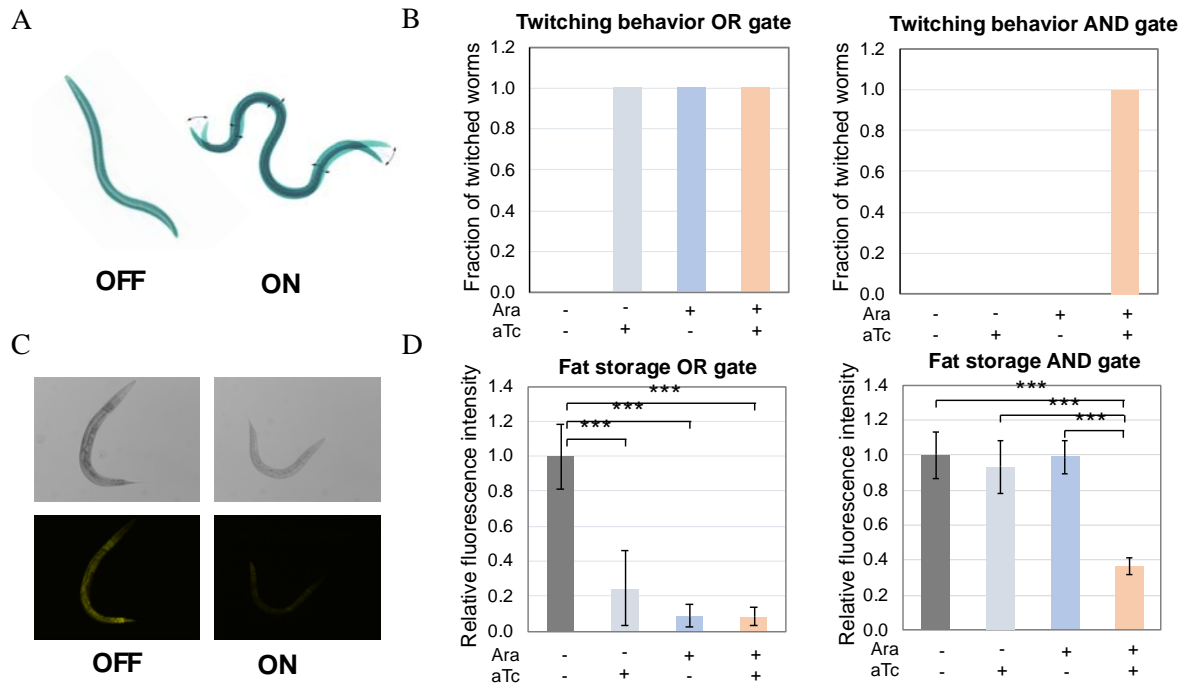 A
OFF
ON
B
Twitching behavior OR gate
Fraction of twitched worms
1.2
1.0
0.8
0.6
0.4
0.2
0.0
Ara - - + +
aTc - + - +
Twitching behavior AND gate
Fraction of twitched worms
1.2
1.0
0.8
0.6
0.4
0.2
0.0
Ara - - + +
aTc - + - +
C
OFF
ON
D
Fat storage OR gate
Relative fluorescence intensity
1.4
1.2
1.0
0.8
0.6
0.4
0.2
0.0
***
***
***
Ara - - + +
aTc - + - +
Fat storage AND gate
Relative fluorescence intensity
1.4
1.2
1.0
0.8
0.6
0.4
0.2
0.0
***
***
***
Ara - - + +
aTc - + - +